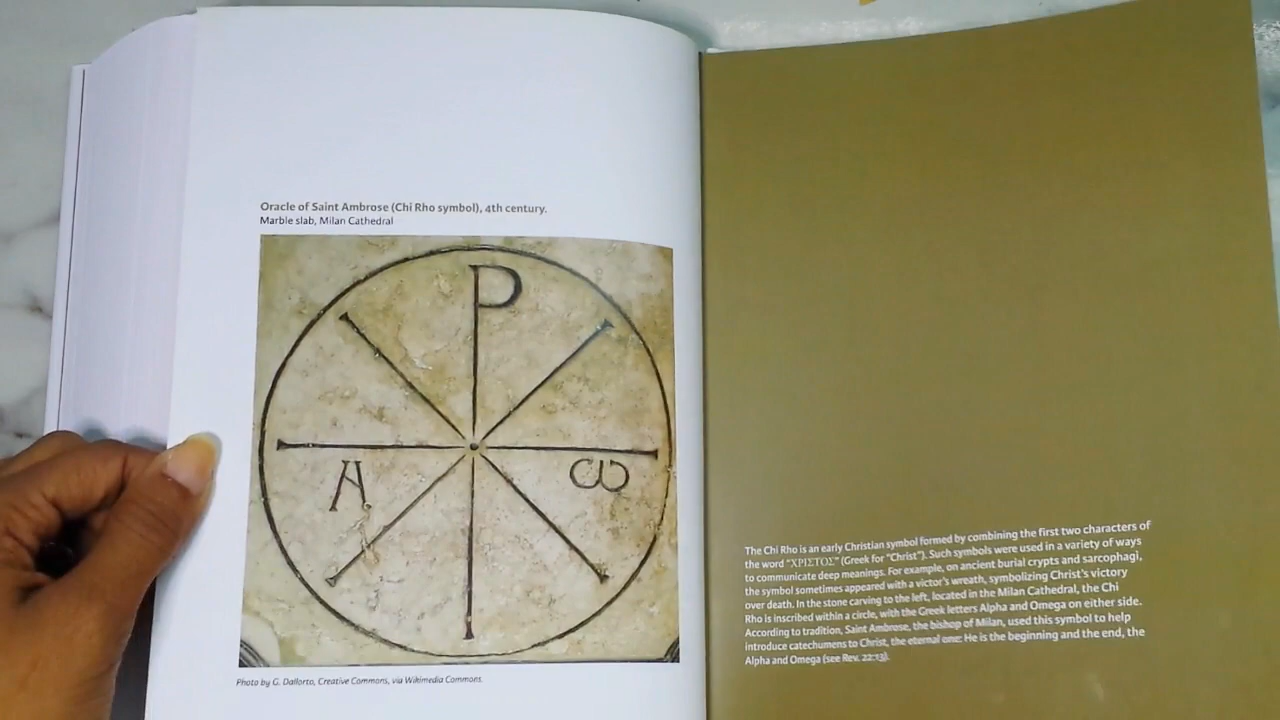 Oracle of Saint Ambrose (Chi Rho symbol), 4th century.
Marble slab, Milan Cathedral
P
A ω
Photo by G. Dallorto, Creative Commons, via Wikimedia Commons.
The Chi Rho is an early Christian symbol formed by combining the first two characters of
the word “ΧΡΙΣΤΟΣ” (Greek for “Christ”). Such symbols were used in a variety of ways
to communicate deep meanings. For example, on ancient burial crypts and sarcophagi,
the symbol sometimes appeared with a victor’s wreath, symbolizing Christ’s victory
over death. In the stone carving to the left, located in the Milan Cathedral, the Chi
Rho is inscribed within a circle, with the Greek letters Alpha and Omega on either side.
According to tradition, Saint Ambrose, the bishop of Milan, used this symbol to help
introduce catechumens to Christ, the eternal one: He is the beginning and the end, the
Alpha and Omega (see Rev. 22:13).